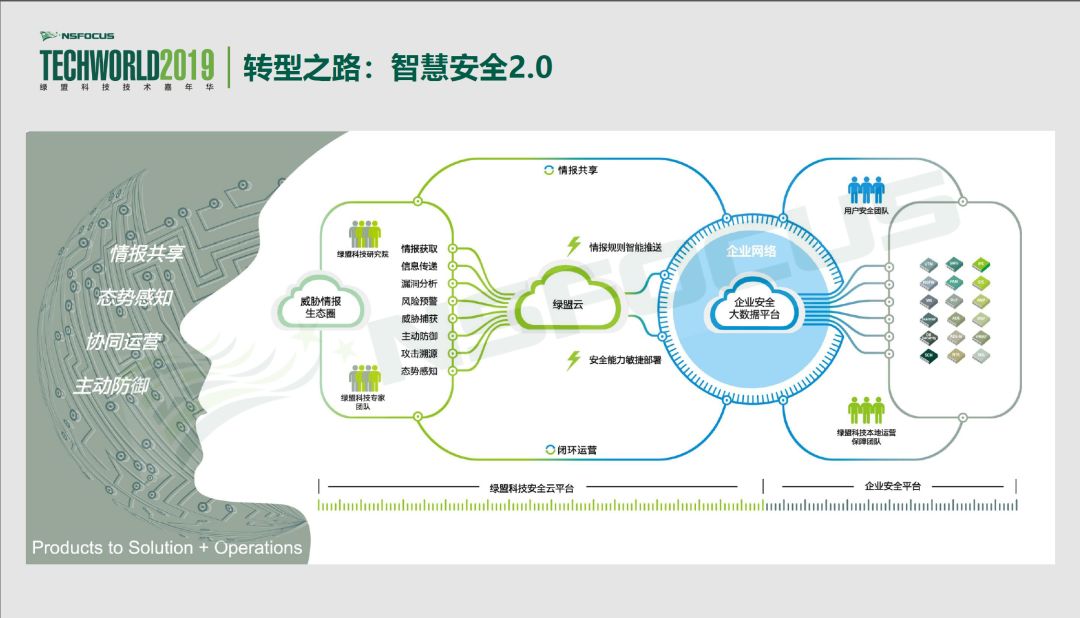 NSFOCUS
TECHWORLD2019
绿盟科技技术嘉年华
转型之路：智慧安全2.0
情报共享
态势感知
协同运营
主动防御
Products to Solution + Operations
威胁情报
生态圈
绿盟科技研究院
绿盟科技专家
团队
情报获取
信息传递
漏洞分析
风险预警
威胁捕获
主动防御
攻击溯源
态势感知
情报共享
情报规则智能推送
绿盟云
安全能力敏捷部署
闭环运营
企业网络
企业安全
大数据平台
用户安全团队
绿盟科技本地运营
保障团队
绿盟科技安全云平台
企业安全平台
NSFOCUS